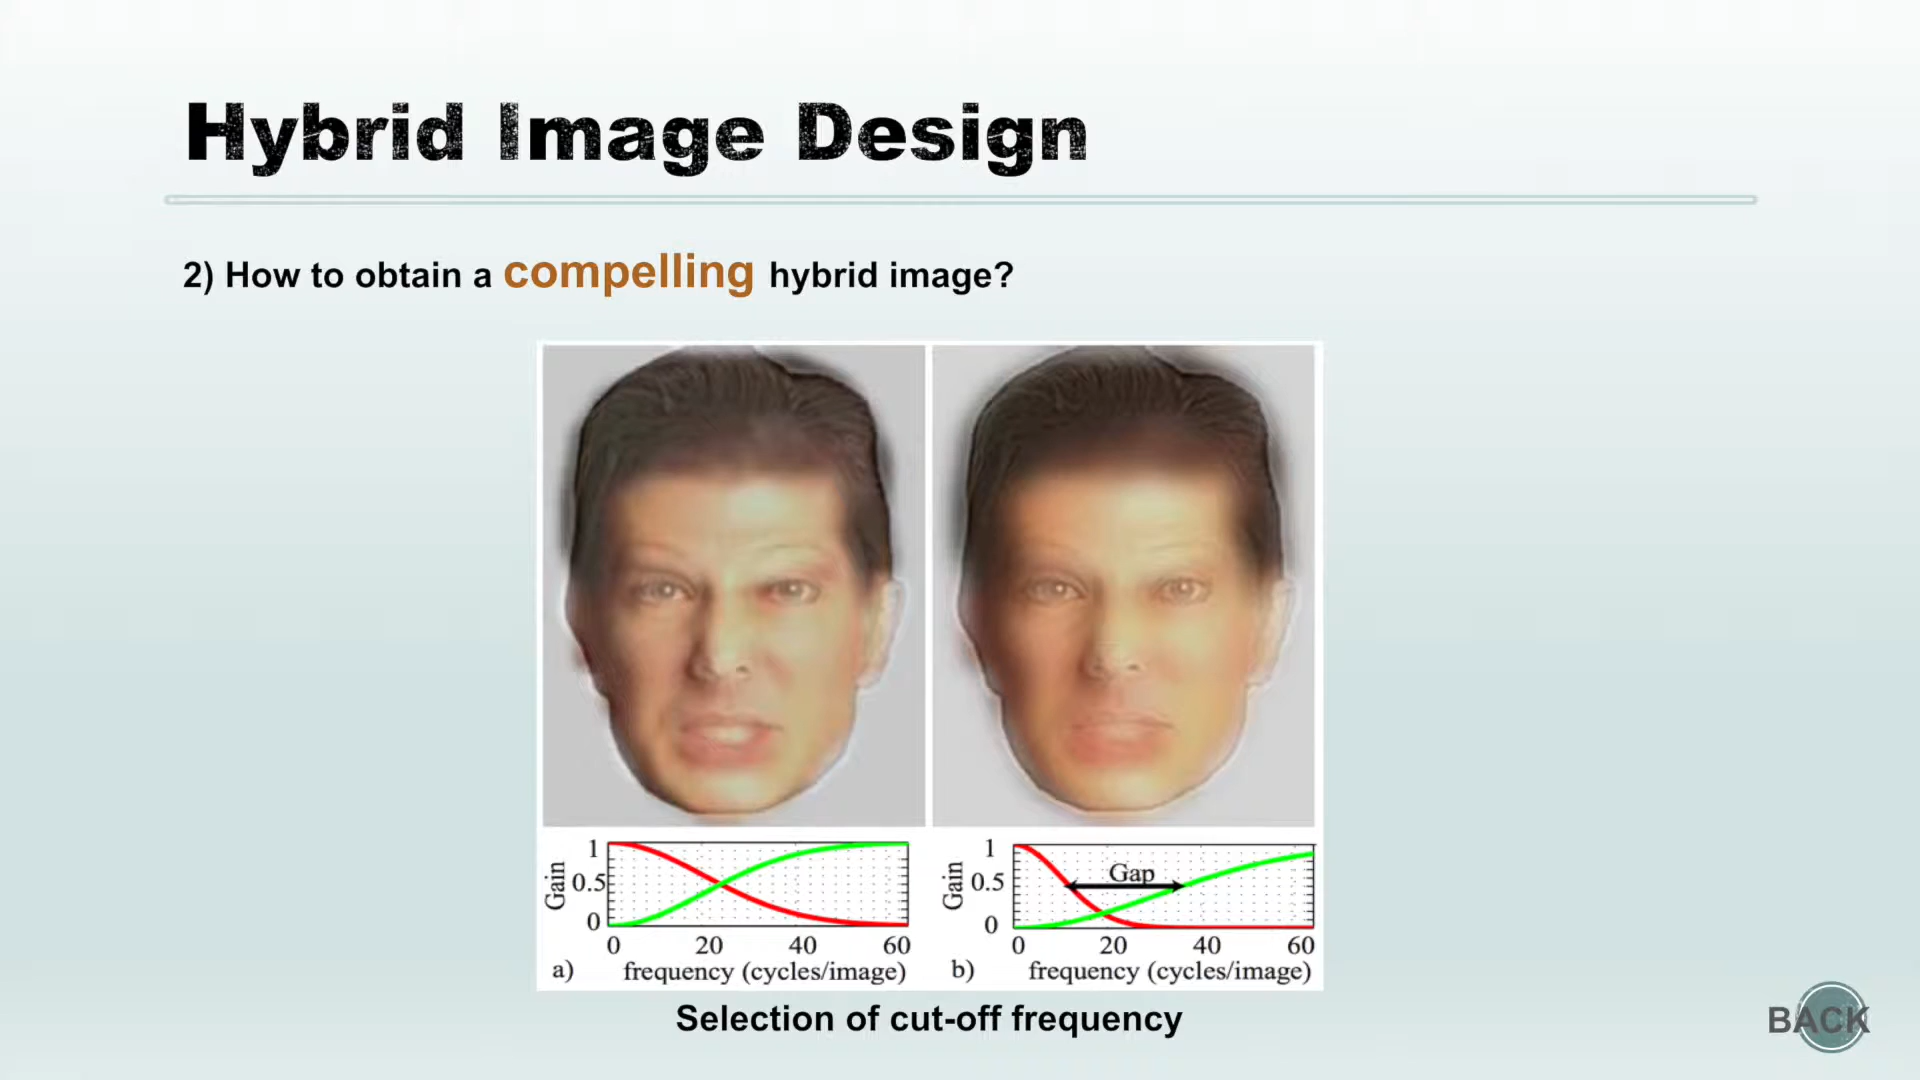 Hybrid Image Design
2) How to obtain a compelling hybrid image?
1
0.5
0
Gain
0 20 40 60
a) frequency (cycles/image)
1
0.5
0
Gain
Gap
0 20 40 60
b) frequency (cycles/image)
Selection of cut-off frequency
BACK